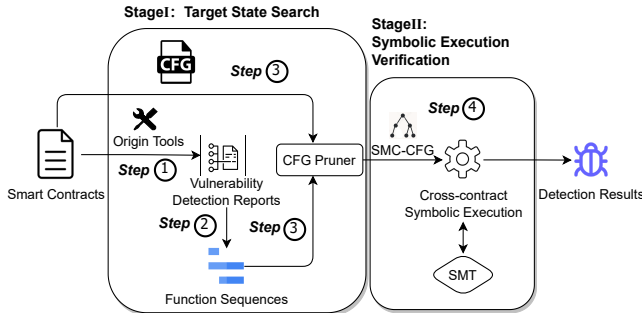 StageI: Target State Search
StageII:
Symbolic Execution
Verification
CFG
Step 3
Step 4
Origin Tools
SMC-CFG
CFG Pruner
Step 1
Smart Contracts
Vulnerability
Detection Reports
Cross-contract
Symbolic Execution
Detection Results
Step 2
Step 3
SMT
Function Sequences